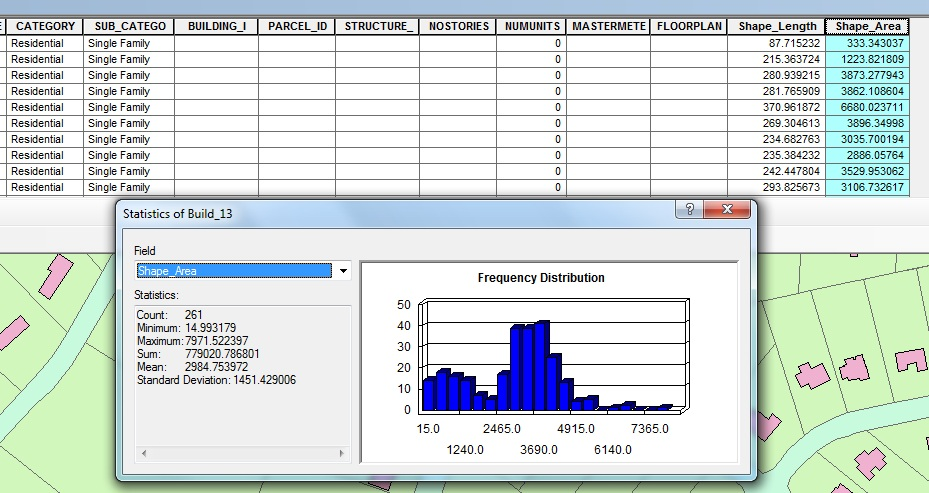 E CATEGORY SUB_CATEGO BUILDING_I PARCEL_ID STRUCTURE_ NOSTORIES NUMUNITS MASTERMETE FLOORPLAN Shape_Length Shape_Area
Residential Single Family 0 87.715232 333.343037
Residential Single Family 0 215.363724 1223.821809
Residential Single Family 0 280.939215 3873.277943
Residential Single Family 0 281.765909 3862.108604
Residential Single Family 0 370.961872 6680.023711
Residential Single Family 0 269.304613 3896.34998
Residential Single Family 0 234.682763 3035.700194
Residential Single Family 0 235.384232 2886.05764
Residential Single Family 0 242.447804 3529.953062
Residential Single Family 0 293.825673 3106.732617
Statistics of Build_13
Field
Shape_Area
Statistics:
Count: 261
Minimum: 14.993179
Maximum: 7971.522397
Sum: 779020.786801
Mean: 2984.753972
Standard Deviation: 1451.429006
Frequency Distribution
50
40
30
20
10
0
15.0 2465.0 4915.0 7365.0
1240.0 3690.0 6140.0